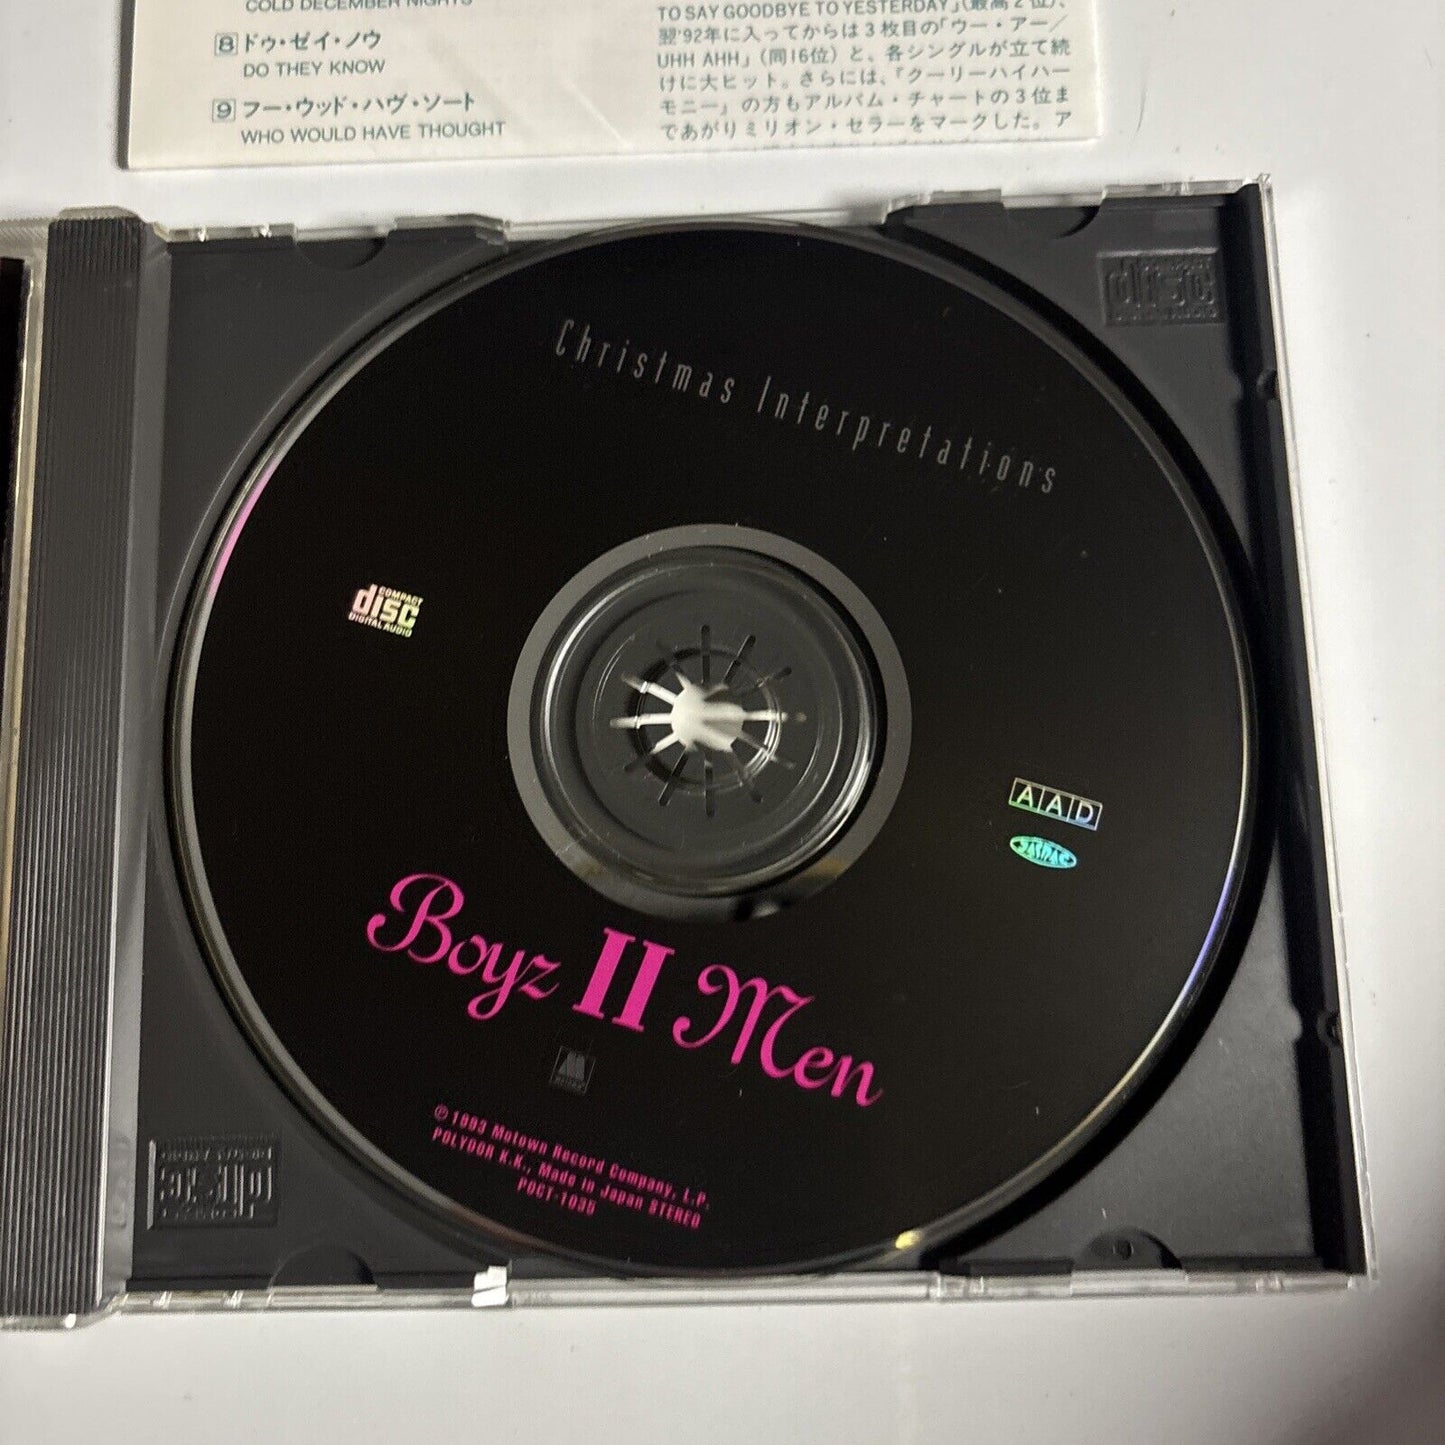 COLD DECEMBER NIGHTS
8 ドゥ・ゼイ・ノウ
DO THEY KNOW
9 フー・ウッド・ハヴ・ソート
WHO WOULD HAVE THOUGHT
TO SAY GOODBYE TO YESTERDAY」(最高2位)、
翌'92年に入ってからは3枚目の「ウー・アー/
UHH AHH」(同16位)と、各シングルが立て続
けに大ヒット。さらには、『クーリーハイハー
モニー』の方もアルバム・チャートの3位ま
であがりミリオン・セラーをマークした。ア
Christmas Interpretations
COMPACT
disc
DIGITAL AUDIO
AAD
JASRAC
Boyz II Men
℗ 1993 Motown Record Company, L.P.
POLYDOR K.K., Made in Japan STEREO
POCT-1035